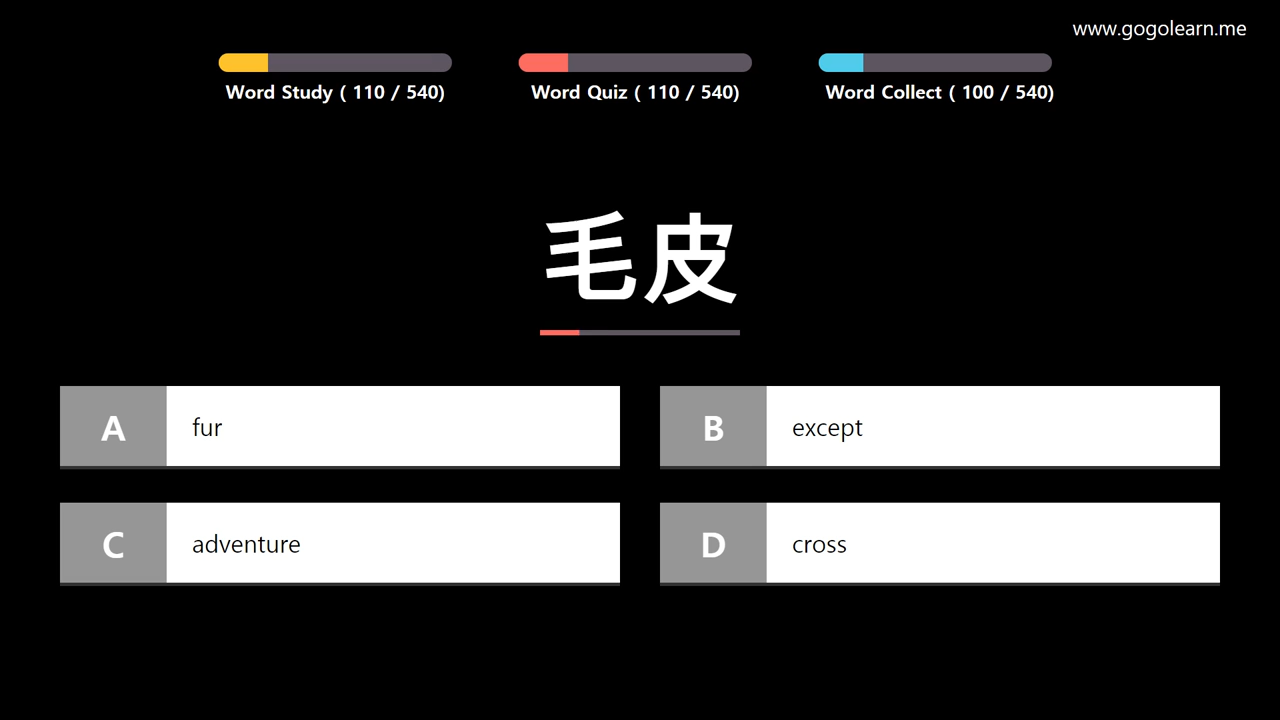 www.gogolearn.me
Word Study ( 110 / 540)
Word Quiz ( 110 / 540)
Word Collect ( 100 / 540)
毛皮
A fur
B except
C adventure
D cross